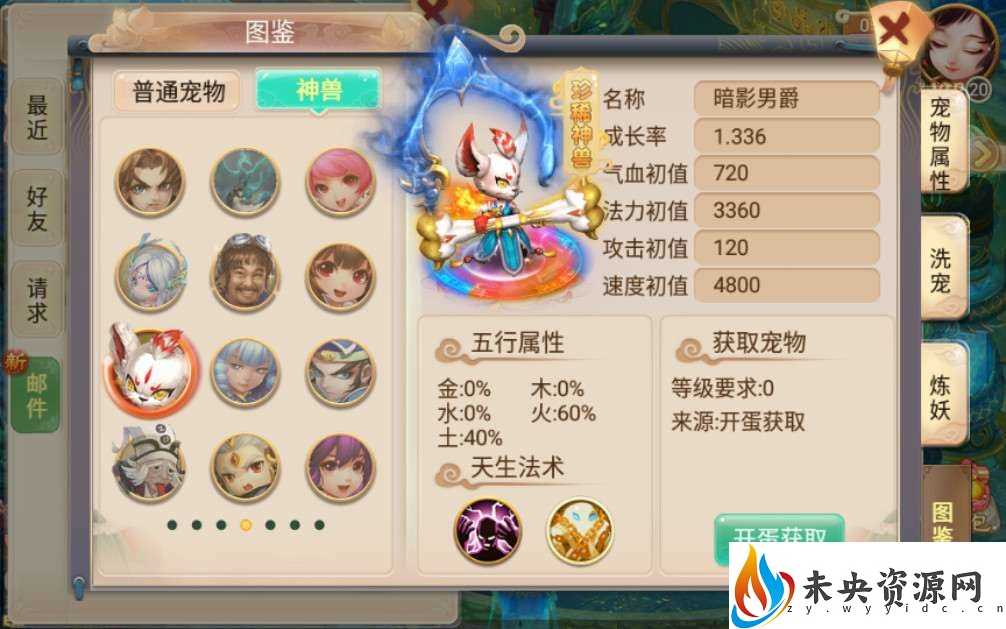 图鉴
最近
好友
请求
新
邮件
普通宠物
神兽
珍稀神兽
名称 暗影男爵
成长率 1.336
气血初值 720
法力初值 3360
攻击初值 120
速度初值 4800
五行属性
金:0% 木:0%
水:0% 火:60%
土:40%
天生法术
获取宠物
等级要求:0
来源:开蛋获取
开蛋获取
宠物属性
洗宠
炼妖
图鉴
未央资源网
zy.wyyidc.cn